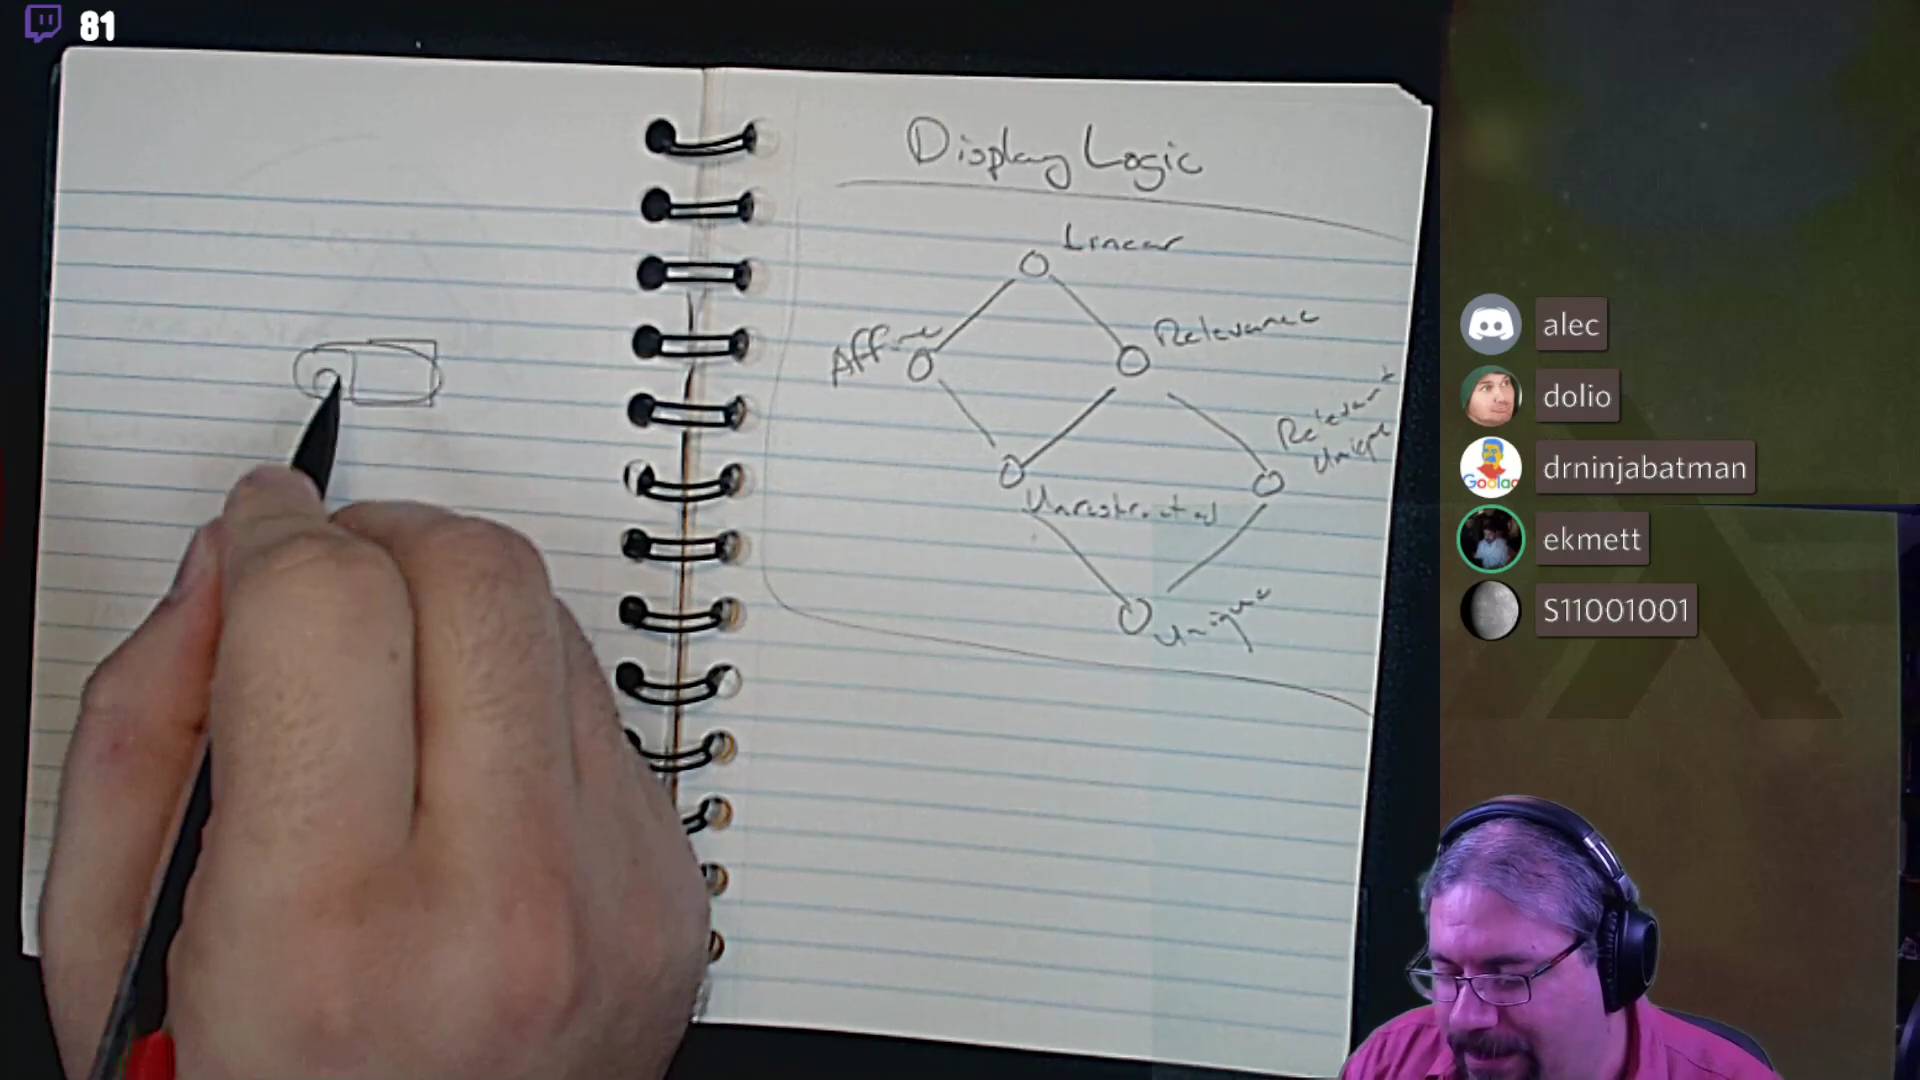 81
Display Logic
Linear
Affine
Relevance
Relevant
Unique
Unrestricted
Unique
alec
dolio
drninjabatman
ekmett
S11001001